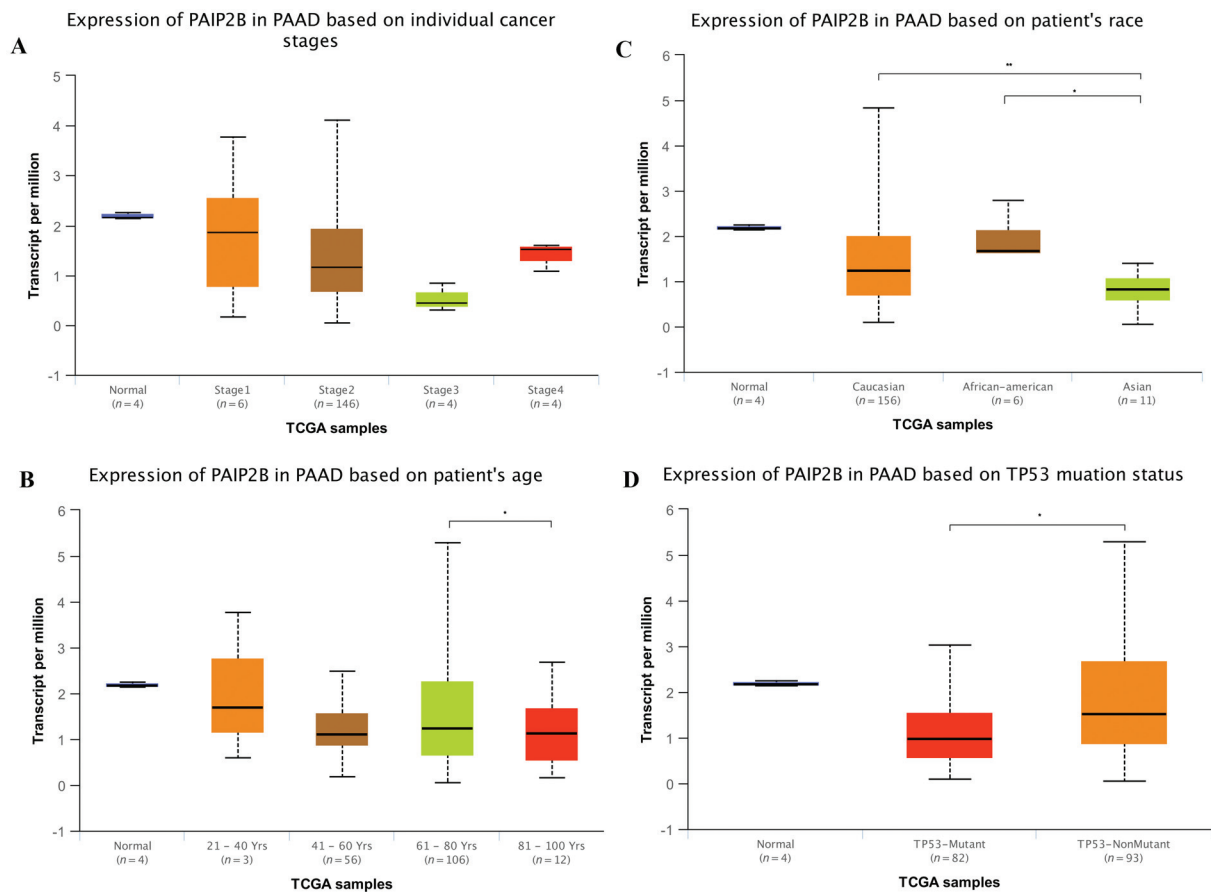 A
Expression of PAIP2B in PAAD based on individual cancer
stages
Transcript per million
5
4
3
2
1
0
-1
Normal
(n=4)
Stage1
(n=6)
Stage2
(n=146)
Stage3
(n=4)
Stage4
(n=4)
TCGA samples
C
Expression of PAIP2B in PAAD based on patient's race
Transcript per million
6
5
4
3
2
1
0
-1
**
*
Normal
(n=4)
Caucasian
(n=156)
African-american
(n=6)
Asian
(n=11)
TCGA samples
B
Expression of PAIP2B in PAAD based on patient's age
Transcript per million
6
5
4
3
2
1
0
-1
*
Normal
(n=4)
21 - 40 Yrs
(n=3)
41 - 60 Yrs
(n=56)
61 - 80 Yrs
(n=106)
81 - 100 Yrs
(n=12)
TCGA samples
D
Expression of PAIP2B in PAAD based on TP53 muation status
Transcript per million
6
5
4
3
2
1
0
-1
*
Normal
(n=4)
TP53-Mutant
(n=82)
TP53-NonMutant
(n=93)
TCGA samples